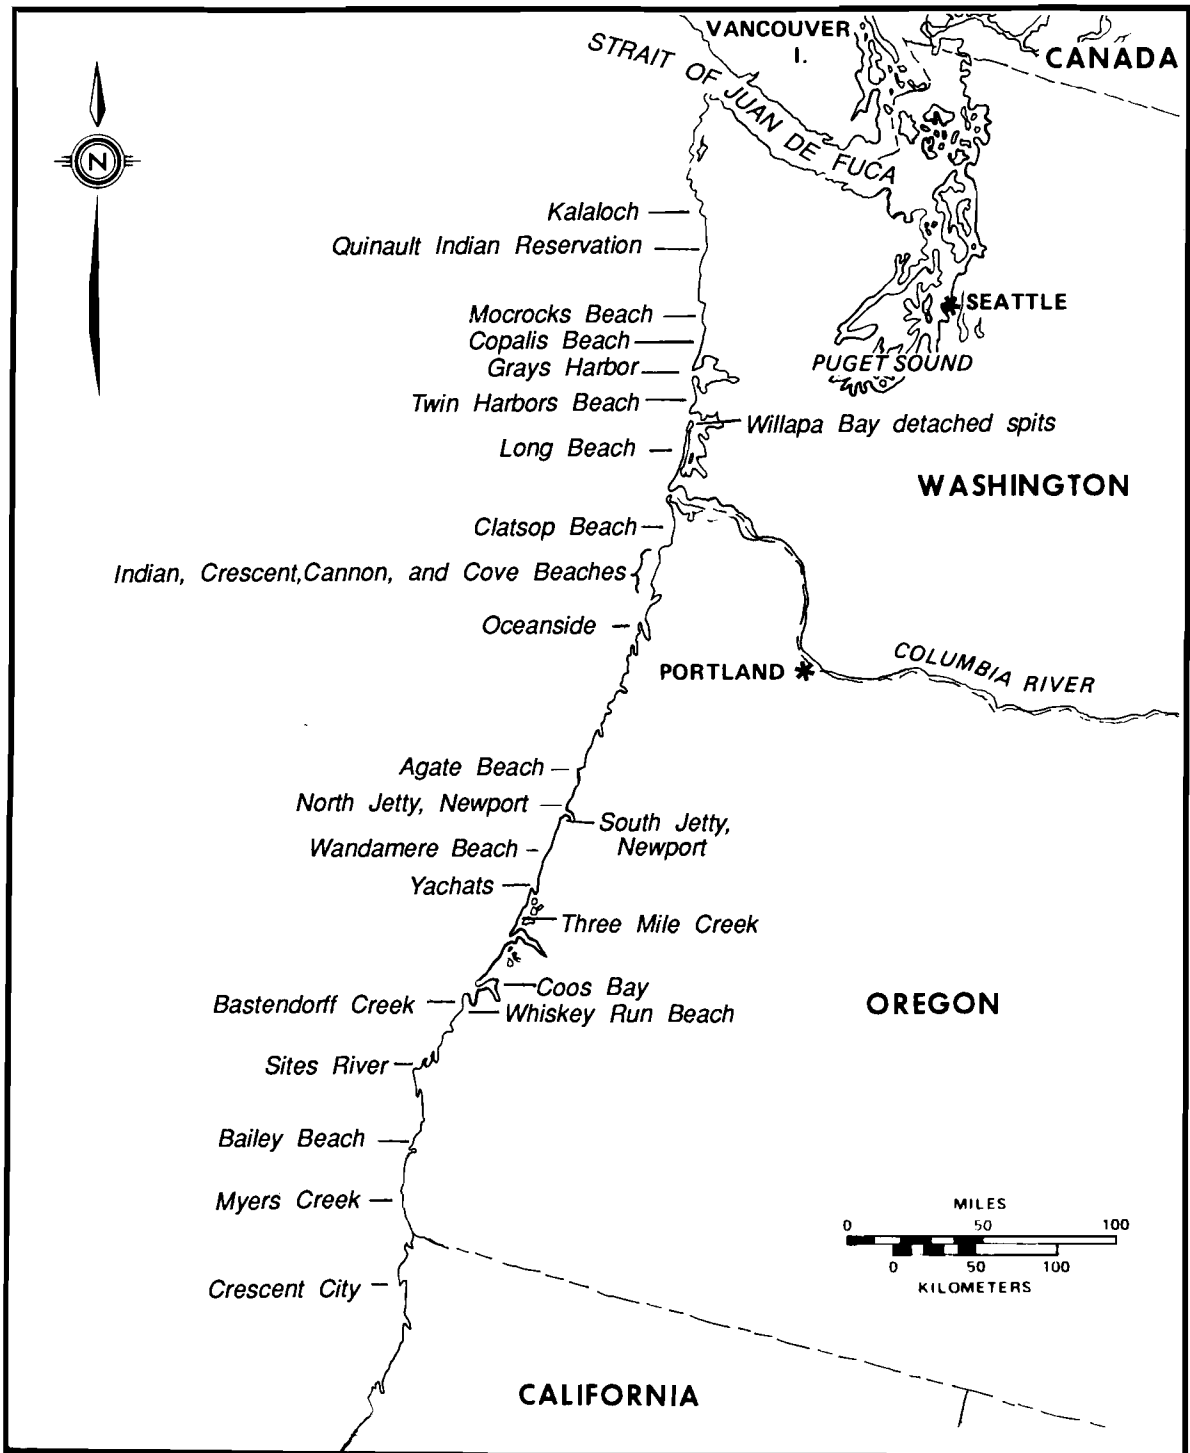 VANCOUVER
I.
CANADA
STRAIT OF JUAN DE FUCA
N
Kalaloch
Quinault Indian Reservation
SEATTLE
Mocrocks Beach
Copalis Beach
PUGET SOUND
Grays Harbor
Twin Harbors Beach
Willapa Bay detached spits
Long Beach
WASHINGTON
Clatsop Beach
Indian, Crescent,Cannon, and Cove Beaches
Oceanside
PORTLAND
COLUMBIA RIVER
Agate Beach
North Jetty, Newport
South Jetty,
Newport
Wandamere Beach
Yachats
Three Mile Creek
Coos Bay
Bastendorff Creek
Whiskey Run Beach
OREGON
Sites River
Bailey Beach
Myers Creek
MILES
0 50 100
0 50 100
KILOMETERS
Crescent City
CALIFORNIA